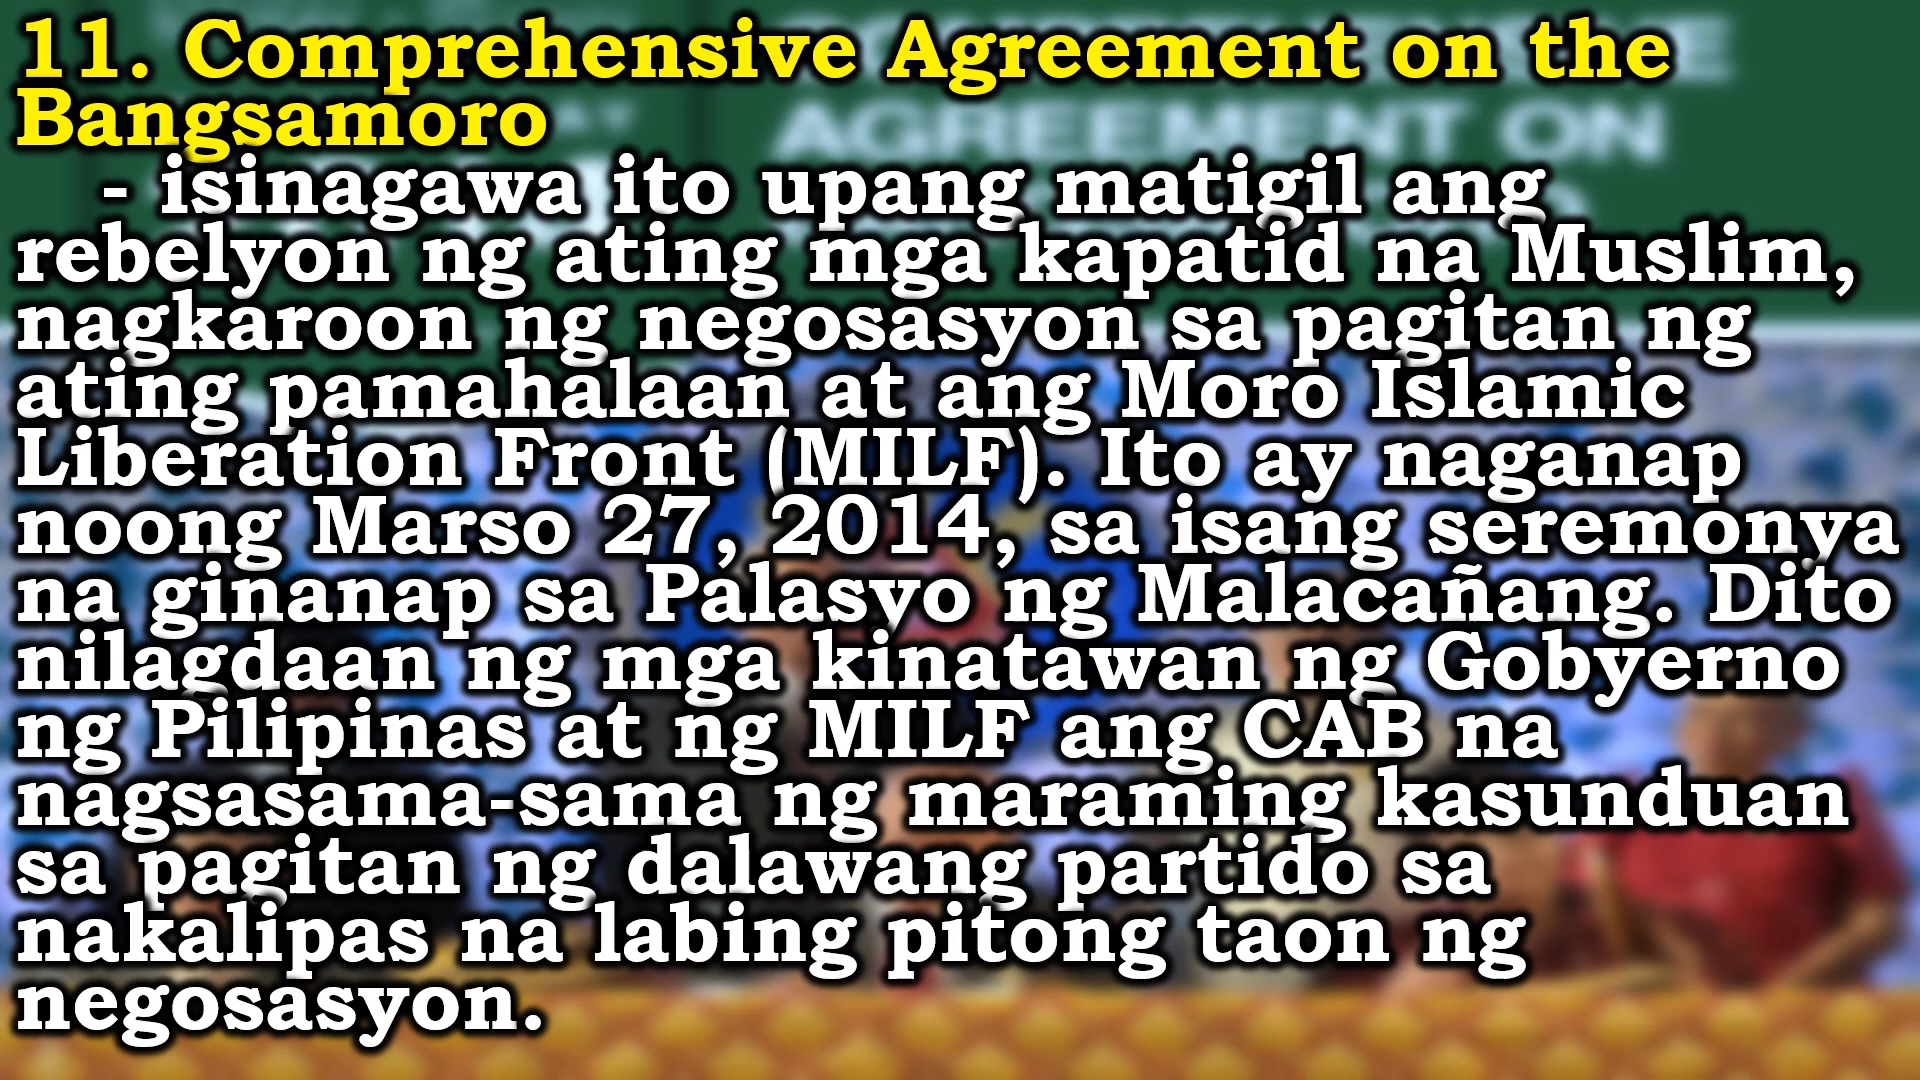 11. Comprehensive Agreement on the
Bangsamoro
- isinagawa ito upang matigil ang
rebelyon ng ating mga kapatid na Muslim,
nagkaroon ng negosasyon sa pagitan ng
ating pamahalaan at ang Moro Islamic
Liberation Front (MILF). Ito ay naganap
noong Marso 27, 2014, sa isang seremonya
na ginanap sa Palasyo ng Malacañang. Dito
nilagdaan ng mga kinatawan ng Gobyerno
ng Pilipinas at ng MILF ang CAB na
nagsasama-sama ng maraming kasunduan
sa pagitan ng dalawang partido sa
nakalipas na labing pitong taon ng
negosasyon.
AGREEMENT ON